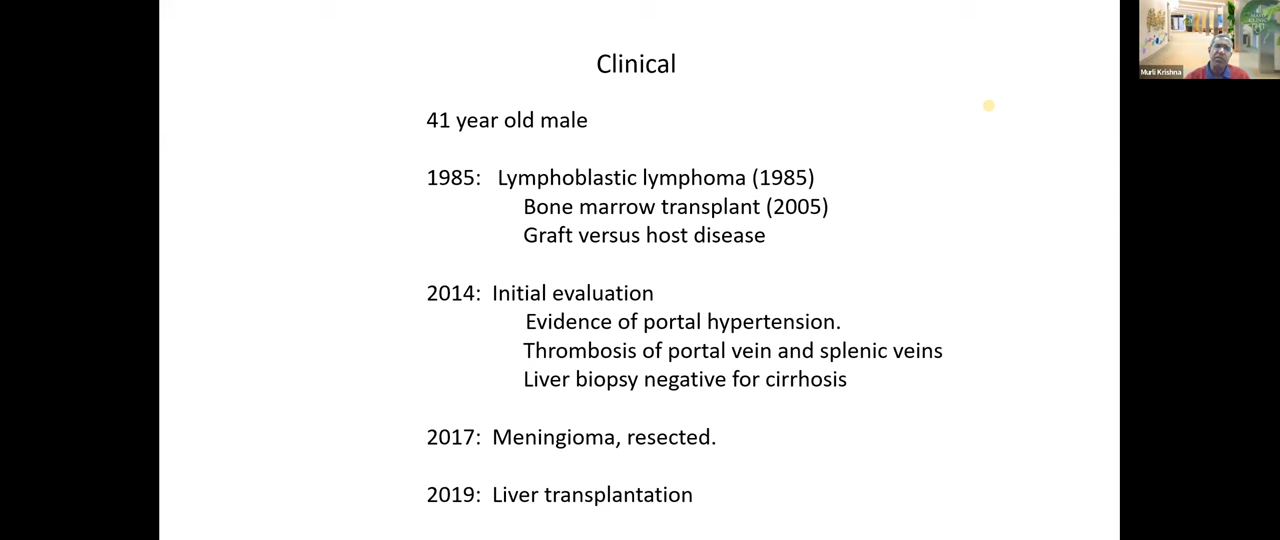 Clinical
41 year old male
1985: Lymphoblastic lymphoma (1985)
Bone marrow transplant (2005)
Graft versus host disease
2014: Initial evaluation
Evidence of portal hypertension.
Thrombosis of portal vein and splenic veins
Liver biopsy negative for cirrhosis
2017: Meningioma, resected.
2019: Liver transplantation
Murli Krishna